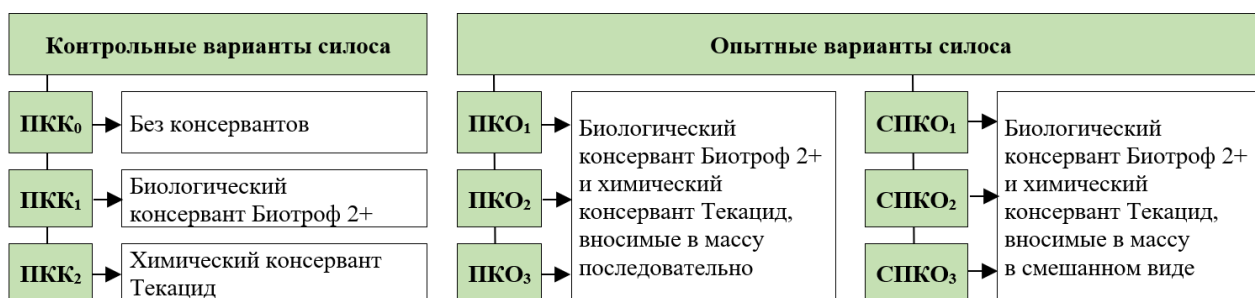 Контрольные варианты силоса
ПКК₀
Без консервантов
ПКК₁
Биологический
консервант Биотроф 2+
ПКК₂
Химический консервант
Текацид
Опытные варианты силоса
ПКО₁
ПКО₂
ПКО₃
Биологический
консервант Биотроф 2+
и химический
консервант Текацид,
вносимые в массу
последовательно
СПКО₁
СПКО₂
СПКО₃
Биологический
консервант Биотроф 2+
и химический
консервант Текацид,
вносимые в массу
в смешанном виде